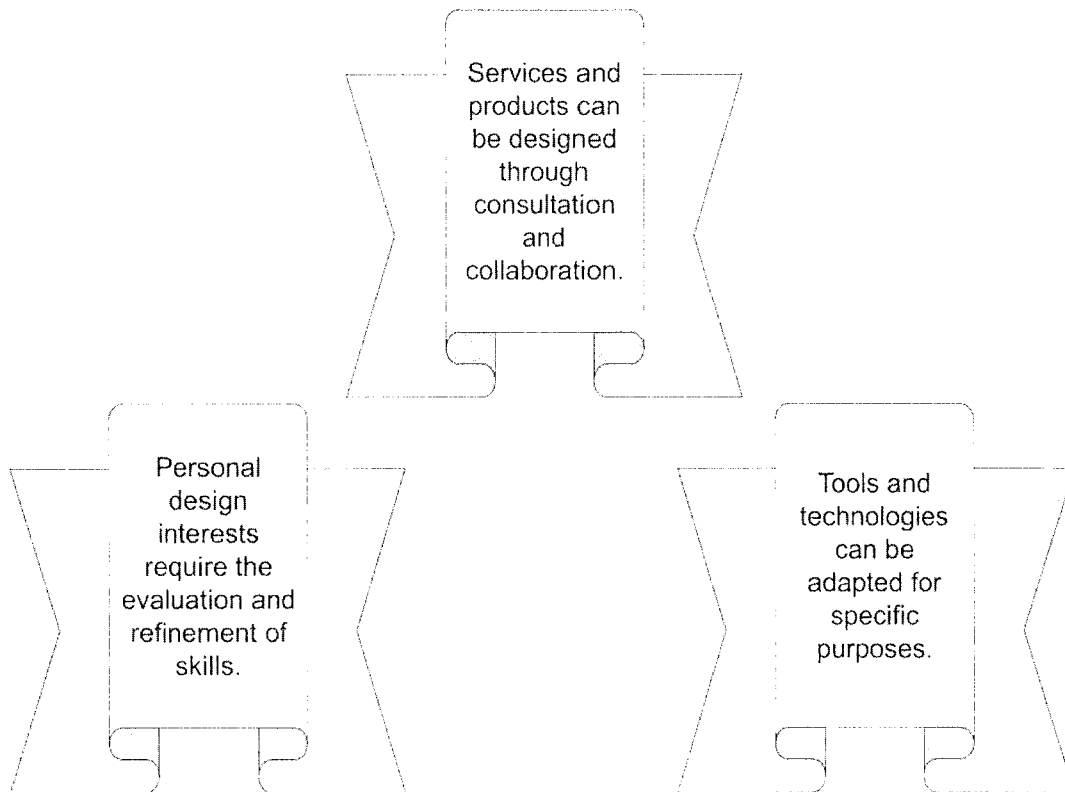 Services and
products can
be designed
through
consultation
and
collaboration.
Personal
design
interests
require the
evaluation and
refinement of
skills.
Tools and
technologies
can be
adapted for
specific
purposes.